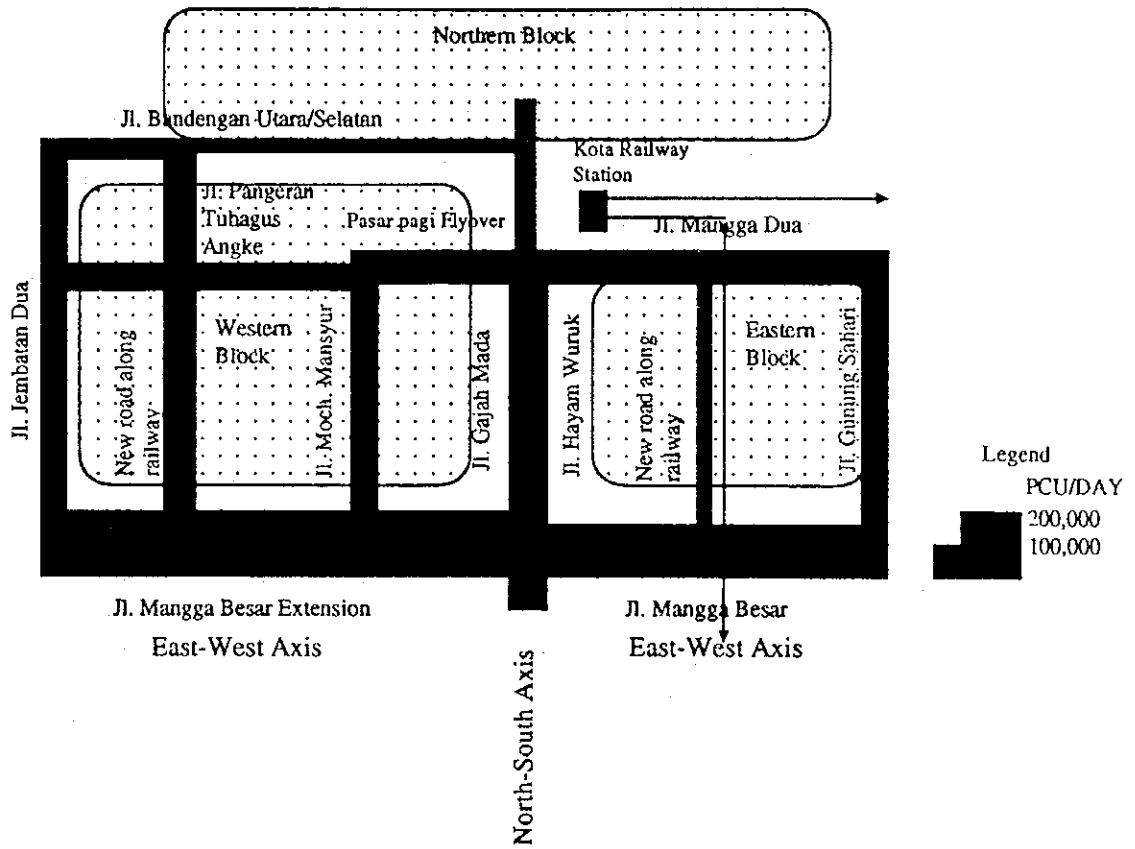 Northern Block
Jl. Bandengan Utara/Selatan
Kota Railway
Station
Jl. Pangeran
Tubagus
Angke
Pasar pagi Flyover
Jl. Mangga Dua
Jl. Jembatan Dua
New road along
railway
Western
Block
Jl. Moch. Mansyur
Jl. Gajah Mada
Jl. Hayam Wuruk
New road along
railway
Eastern
Block
Jl. Gunung Sahari
Legend
PCU/DAY
200,000
100,000
Jl. Mangga Besar Extension
Jl. Mangga Besar
East-West Axis
East-West Axis
North-South Axis